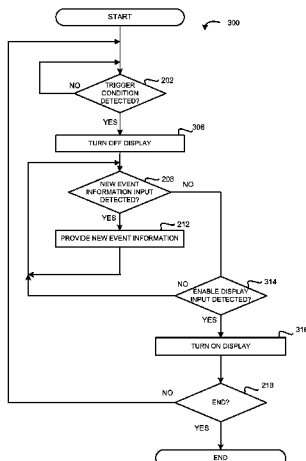 START
300
202
NO
TRIGGER
CONDITION
DETECTED?
YES
306
TURN OFF DISPLAY
208
NEW EVENT
INFORMATION INPUT
DETECTED?
NO
YES
212
PROVIDE NEW EVENT INFORMATION
314
NO
ENABLE DISPLAY
INPUT DETECTED?
YES
316
TURN ON DISPLAY
218
NO
END?
YES
END